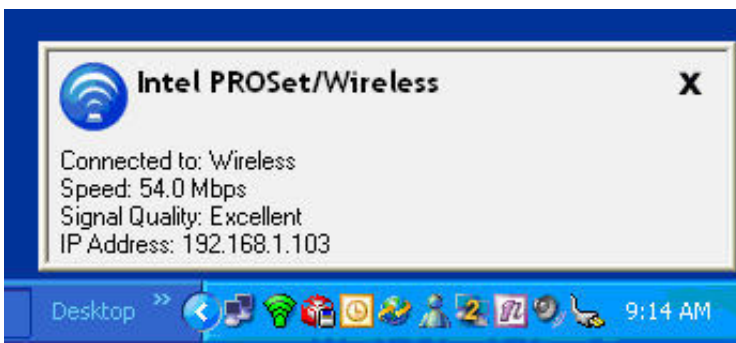 Intel PROSet/Wireless X
Connected to: Wireless
Speed: 54.0 Mbps
Signal Quality: Excellent
IP Address: 192.168.1.103
Desktop » 2 n 9:14 AM